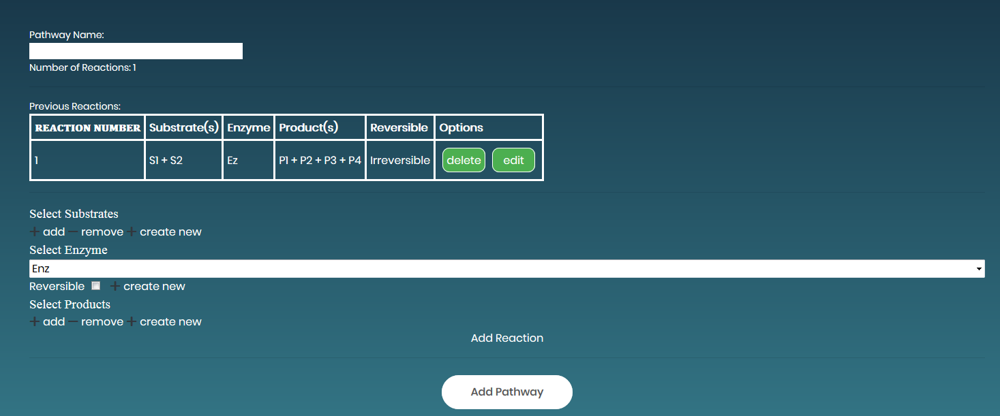 Pathway Name:
Number of Reactions: 1
Previous Reactions:
REACTION NUMBER Substrate(s) Enzyme Product(s) Reversible Options
1 S1 + S2 Ez P1 + P2 + P3 + P4 Irreversible delete edit
Select Substrates
+ add − remove + create new
Select Enzyme
Enz
Reversible + create new
Select Products
+ add − remove + create new
Add Reaction
Add Pathway